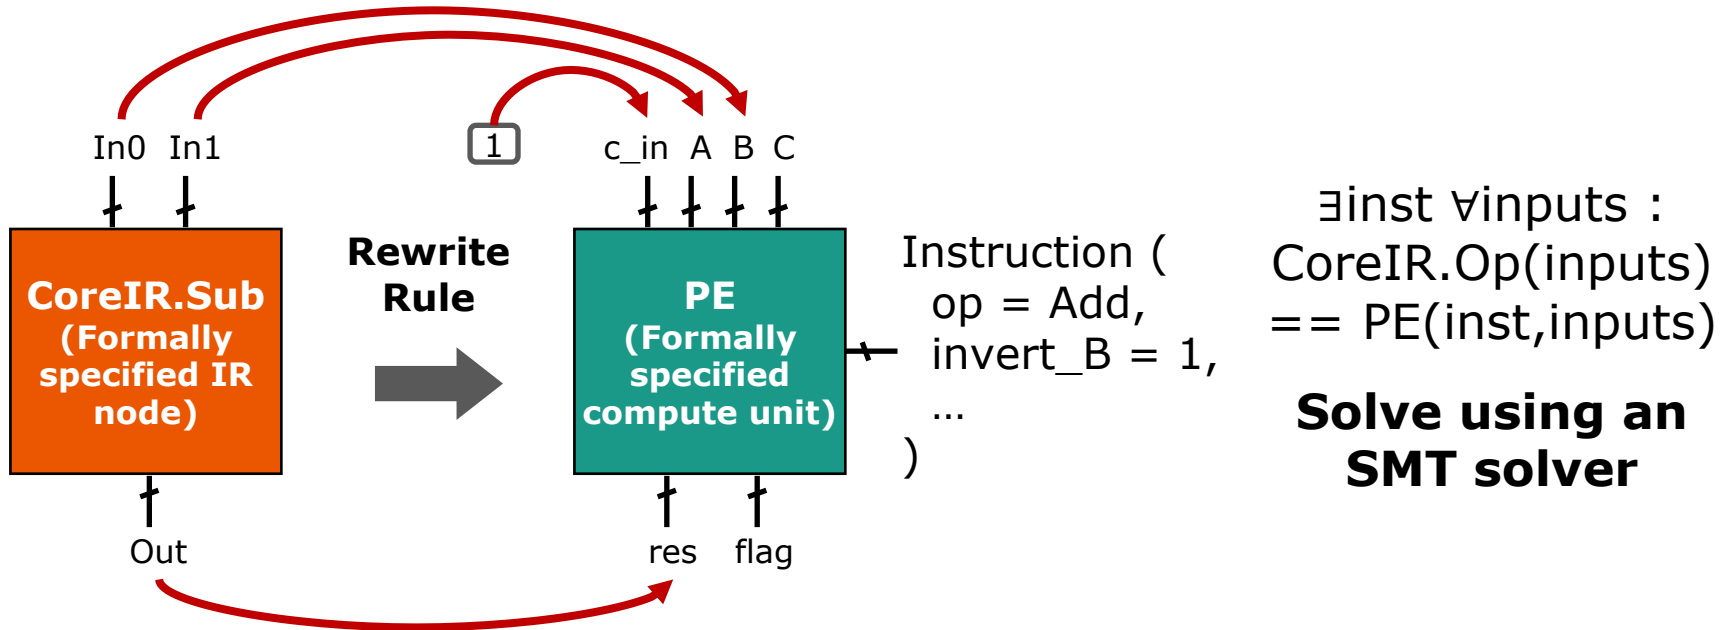 In0 In1
1
c_in A B C
CoreIR.Sub
(Formally
specified IR
node)
Rewrite
Rule
PE
(Formally
specified
compute unit)
Instruction (
op = Add,
invert_B = 1,
...
)
∃inst ∀inputs :
CoreIR.Op(inputs)
== PE(inst,inputs)
Solve using an
SMT solver
Out
res flag